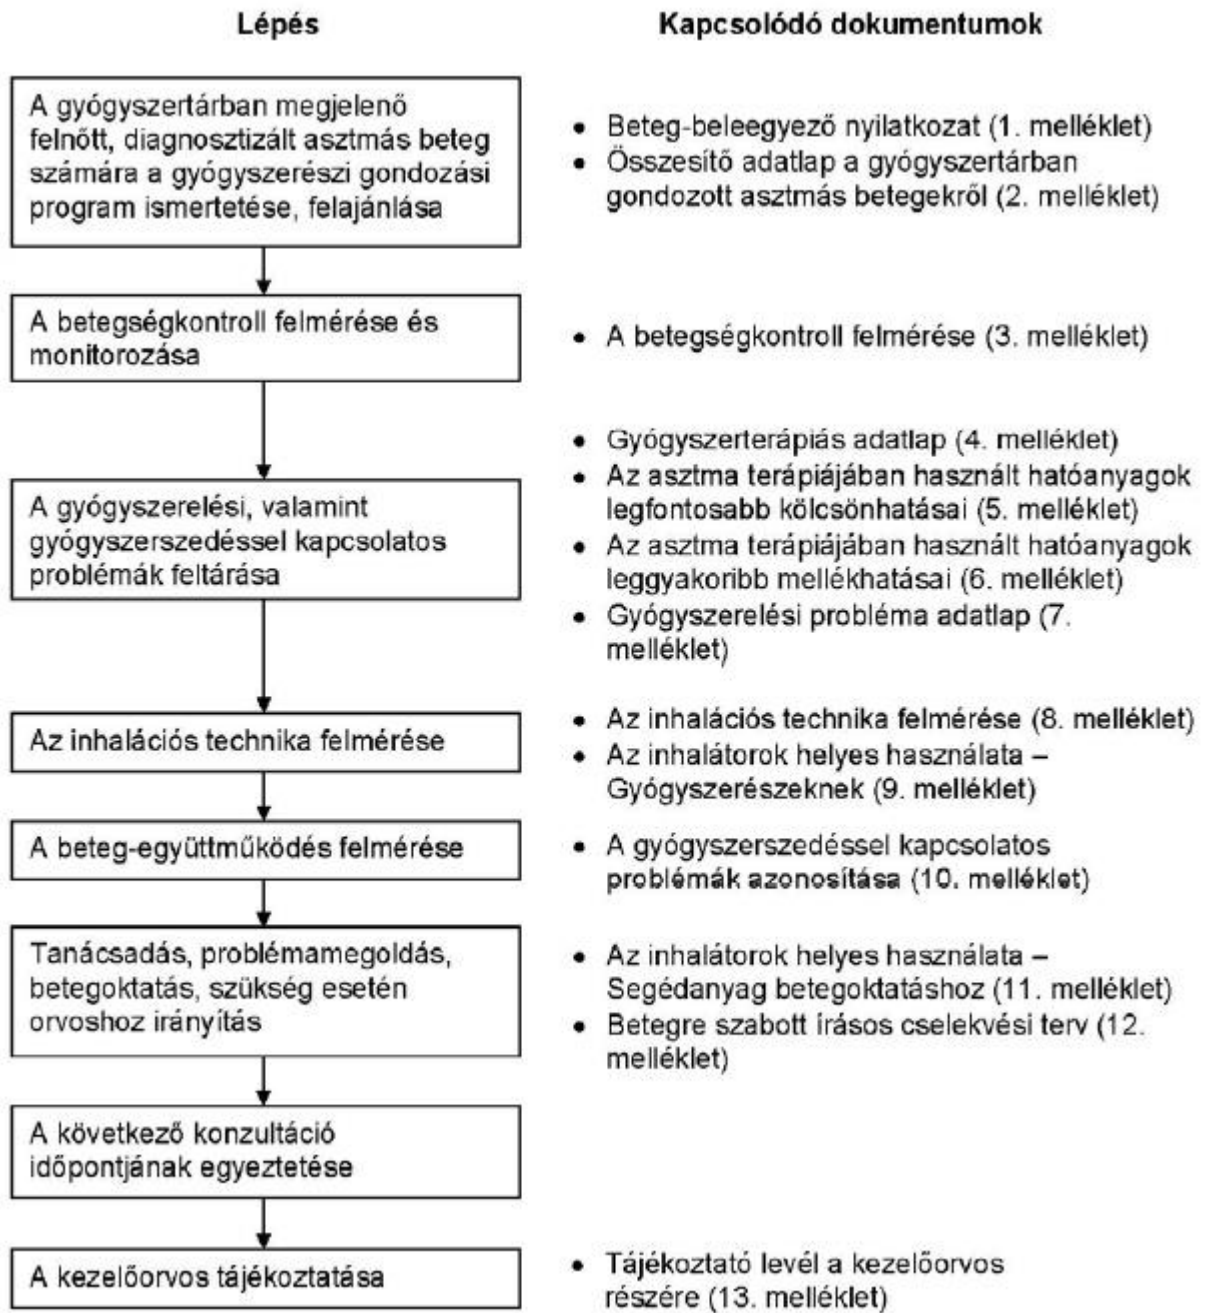 Lépés
Kapcsolódó dokumentumok
A gyógyszertárban megjelenő
felnőtt, diagnosztizált asztmás beteg
számára a gyógyszerészi gondozási
program ismertetése, felajánlása
• Beteg-beleegyező nyilatkozat (1. melléklet)
• Összesítő adatlap a gyógyszertárban
gondozott asztmás betegekről (2. melléklet)
A betegségkontroll felmérése és
monitorozása
• A betegségkontroll felmérése (3. melléklet)
A gyógyszerelési, valamint
gyógyszerszedéssel kapcsolatos
problémák feltárása
• Gyógyszerterápiás adatlap (4. melléklet)
• Az asztma terápiájában használt hatóanyagok
legfontosabb kölcsönhatásai (5. melléklet)
• Az asztma terápiájában használt hatóanyagok
leggyakoribb mellékhatásai (6. melléklet)
• Gyógyszerelési probléma adatlap (7.
melléklet)
Az inhalációs technika felmérése
• Az inhalációs technika felmérése (8. melléklet)
• Az inhalátorok helyes használata –
Gyógyszerészeknek (9. melléklet)
A beteg-együttműködés felmérése
• A gyógyszerszedéssel kapcsolatos
problémák azonosítása (10. melléklet)
Tanácsadás, problémamegoldás,
betegoktatás, szükség esetén
orvoshoz irányítás
• Az inhalátorok helyes használata –
Segédanyag betegoktatáshoz (11. melléklet)
• Betegre szabott írásos cselekvési terv (12.
melléklet)
A következő konzultáció
időpontjának egyeztetése
A kezelőorvos tájékoztatása
• Tájékoztató levél a kezelőorvos
részére (13. melléklet)